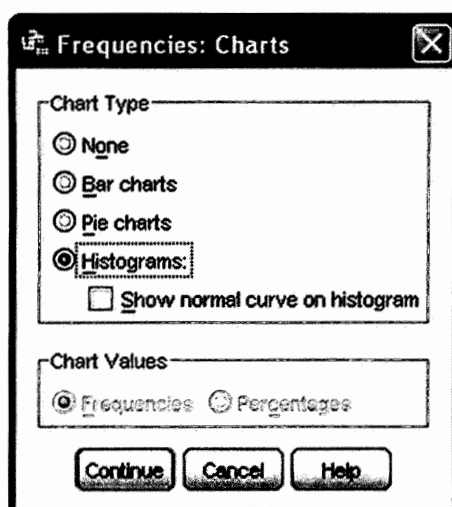 Frequencies: Charts
Chart Type
None
Bar charts
Pie charts
Histograms:
Show normal curve on histogram
Chart Values
Frequencies Percentages
Continue Cancel Help